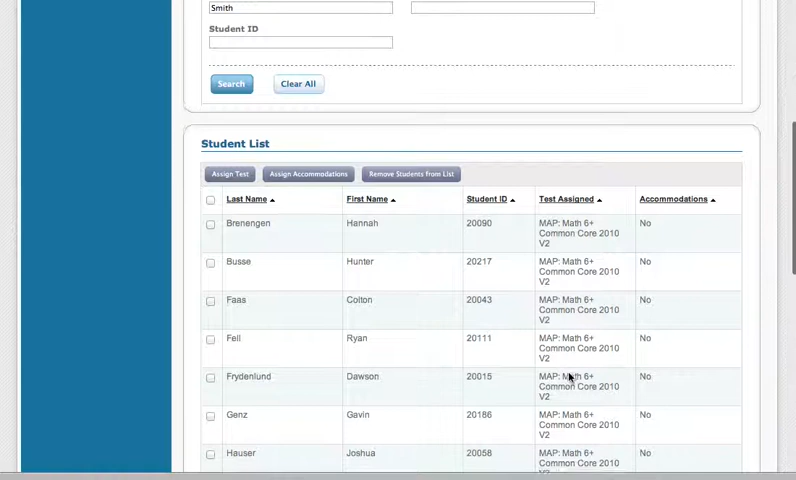 Smith
Student ID
Search Clear All
Student List
Assign Test Assign Accommodations Remove Students from List
Last Name First Name Student ID Test Assigned Accommodations
Brenengen Hannah 20090 MAP: Math 6+ No
Common Core 2010
V2
Busse Hunter 20217 MAP: Math 6+ No
Common Core 2010
V2
Faas Colton 20043 MAP: Math 6+ No
Common Core 2010
V2
Fell Ryan 20111 MAP: Math 6+ No
Common Core 2010
V2
Frydenlund Dawson 20015 MAP: Math 6+ No
Common Core 2010
V2
Genz Gavin 20186 MAP: Math 6+ No
Common Core 2010
V2
Hauser Joshua 20058 MAP: Math 6+ No
Common Core 2010